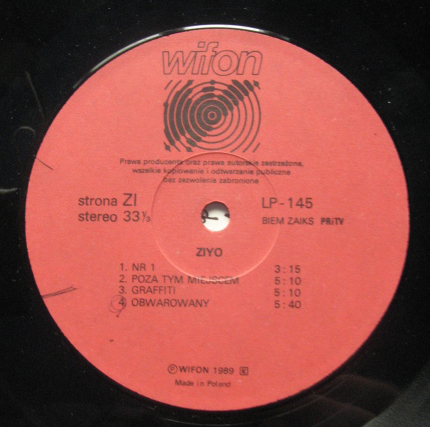 wifon
Prawa producenta oraz prawa autorskie zastrzeżone,
wszelkie kopiowanie i odtwarzanie publiczne
bez zezwolenia zabronione
strona ZI
stereo 33⅓
LP-145
BIEM ZAIKS PRiTV
ZIYO
1. NR 1 3:15
2. POZA TYM MIEJSCEM 5:10
3. GRAFFITI 5:10
4. OBWAROWANY 5:40
Ⓟ WIFON 1989 K
Made in Poland